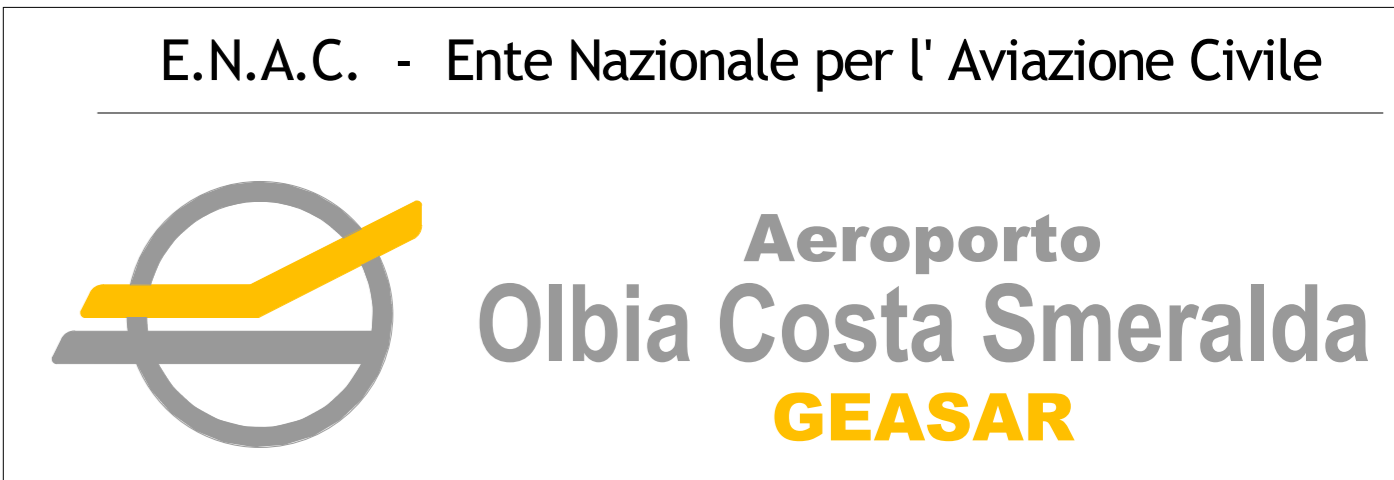 E.N.A.C. - Ente Nazionale per l' Aviazione Civile
Aeroporto
Olbia Costa Smeralda
GEASAR